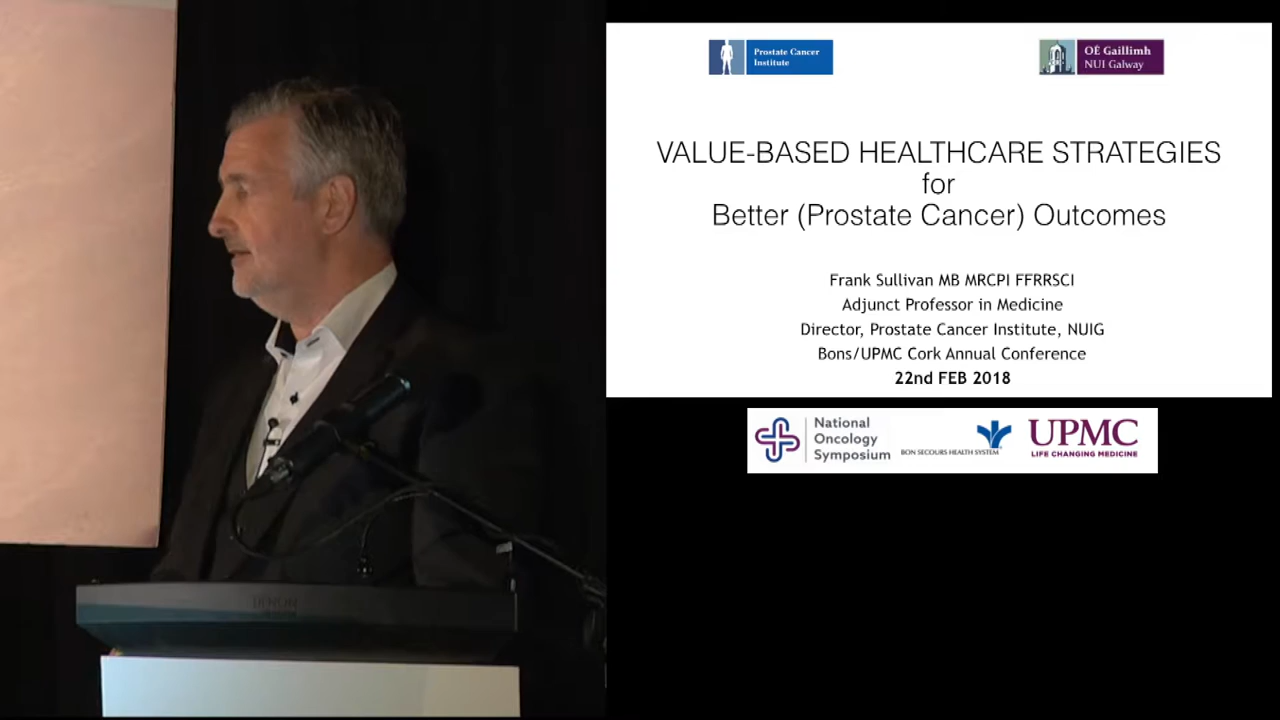 Prostate Cancer
Institute
OÉ Gaillimh
NUI Galway
VALUE-BASED HEALTHCARE STRATEGIES
for
Better (Prostate Cancer) Outcomes
Frank Sullivan MB MRCPI FFRRSCI
Adjunct Professor in Medicine
Director, Prostate Cancer Institute, NUIG
Bons/UPMC Cork Annual Conference
22nd FEB 2018
National
Oncology
Symposium
BON SECOURS HEALTH SYSTEM
UPMC
LIFE CHANGING MEDICINE
DENON